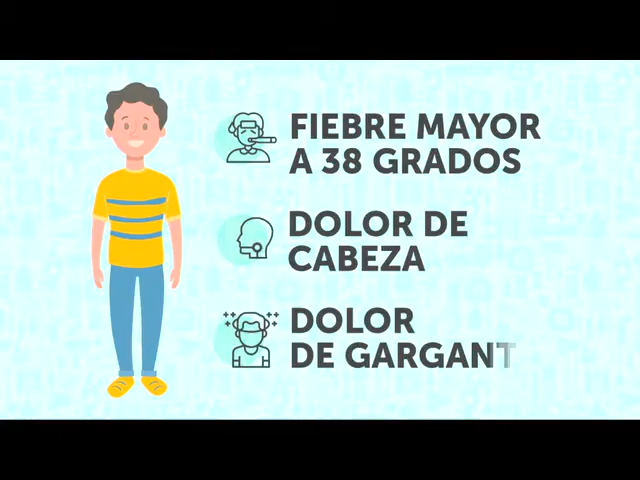 FIEBRE MAYOR
A 38 GRADOS
DOLOR DE
CABEZA
DOLOR
DE GARGANT